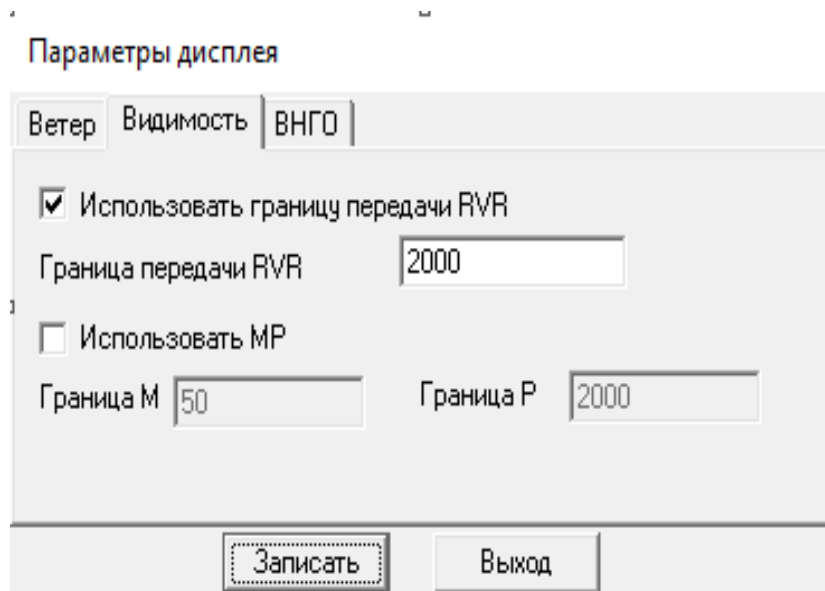 Параметры дисплея
Ветер Видимость ВНГО
Использовать границу передачи RVR
Граница передачи RVR 2000
Использовать МР
Граница М 50 Граница Р 2000
Записать Выход